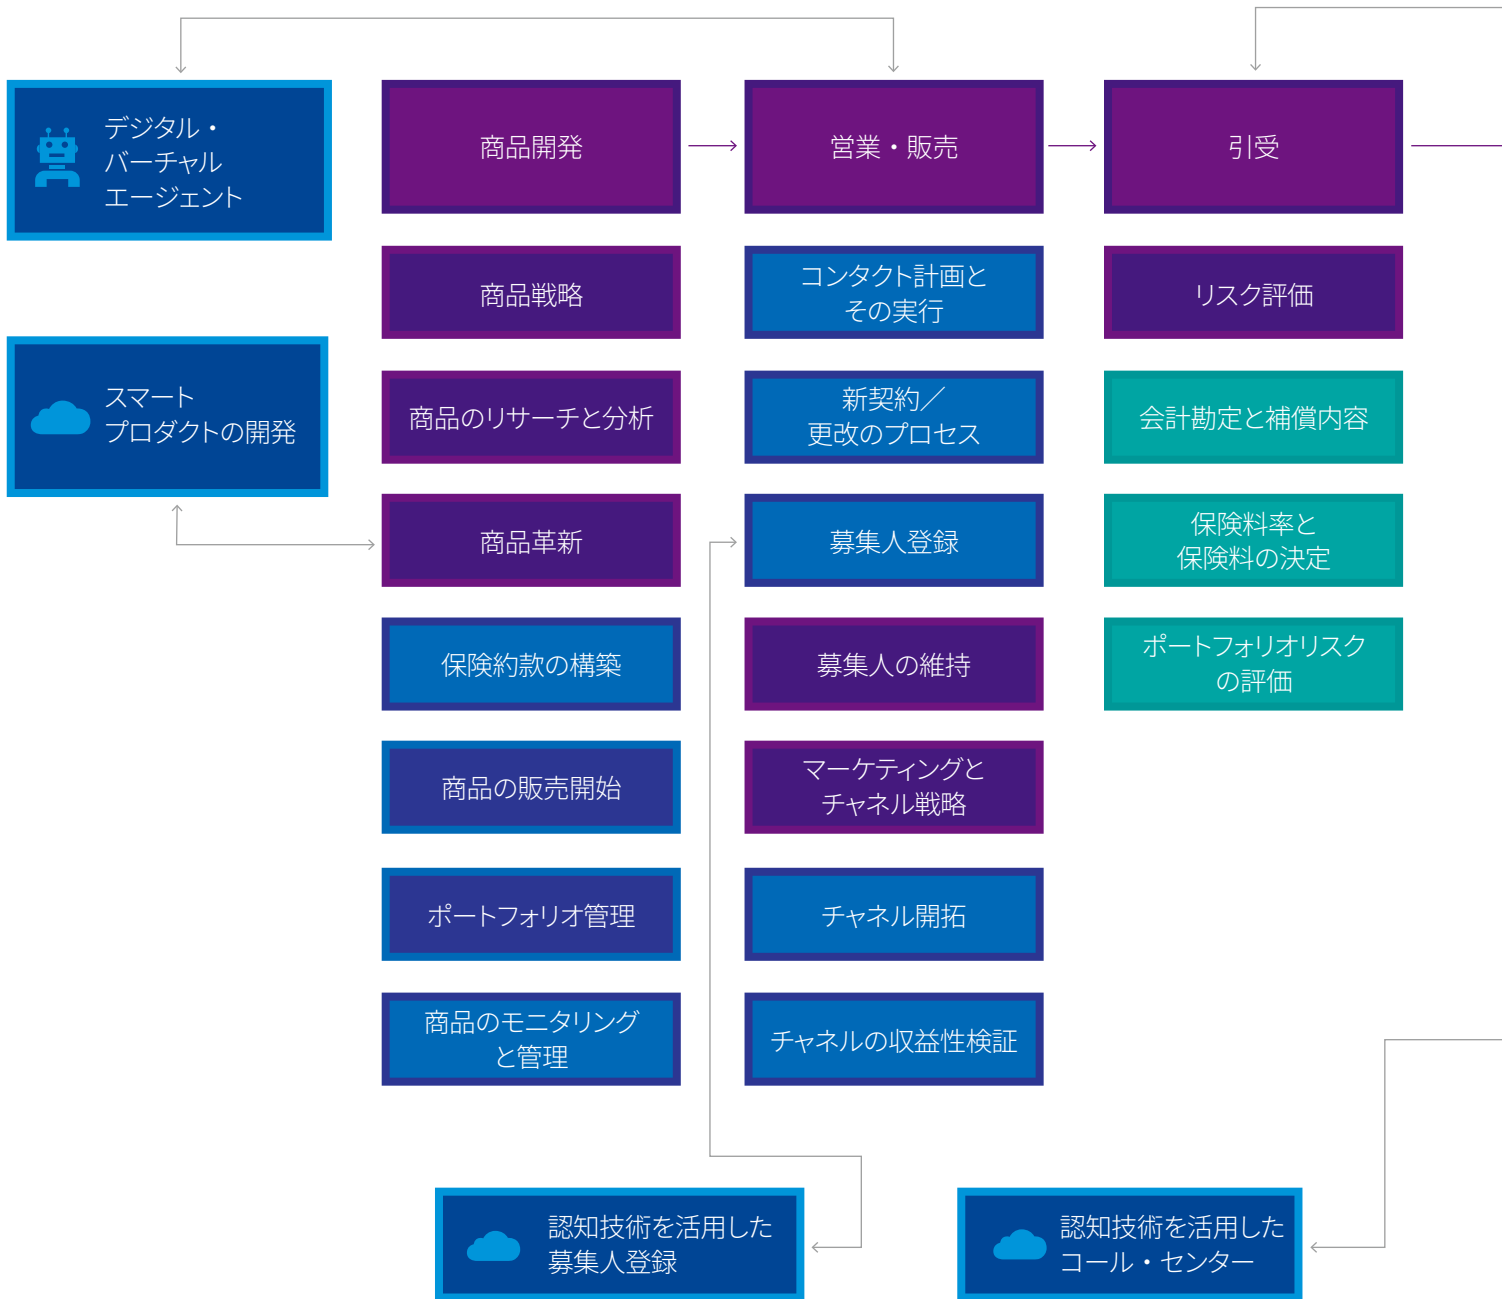 デジタル・
バーチャル
エージェント
スマート
プロダクトの開発
商品開発
商品戦略
商品のリサーチと分析
商品革新
保険約款の構築
商品の販売開始
ポートフォリオ管理
商品のモニタリング
と管理
営業・販売
コンタクト計画と
その実行
新契約／
更改のプロセス
募集人登録
募集人の維持
マーケティングと
チャネル戦略
チャネル開拓
チャネルの収益性検証
引受
リスク評価
会計勘定と補償内容
保険料率と
保険料の決定
ポートフォリオリスク
の評価
認知技術を活用した
募集人登録
認知技術を活用した
コール・センター